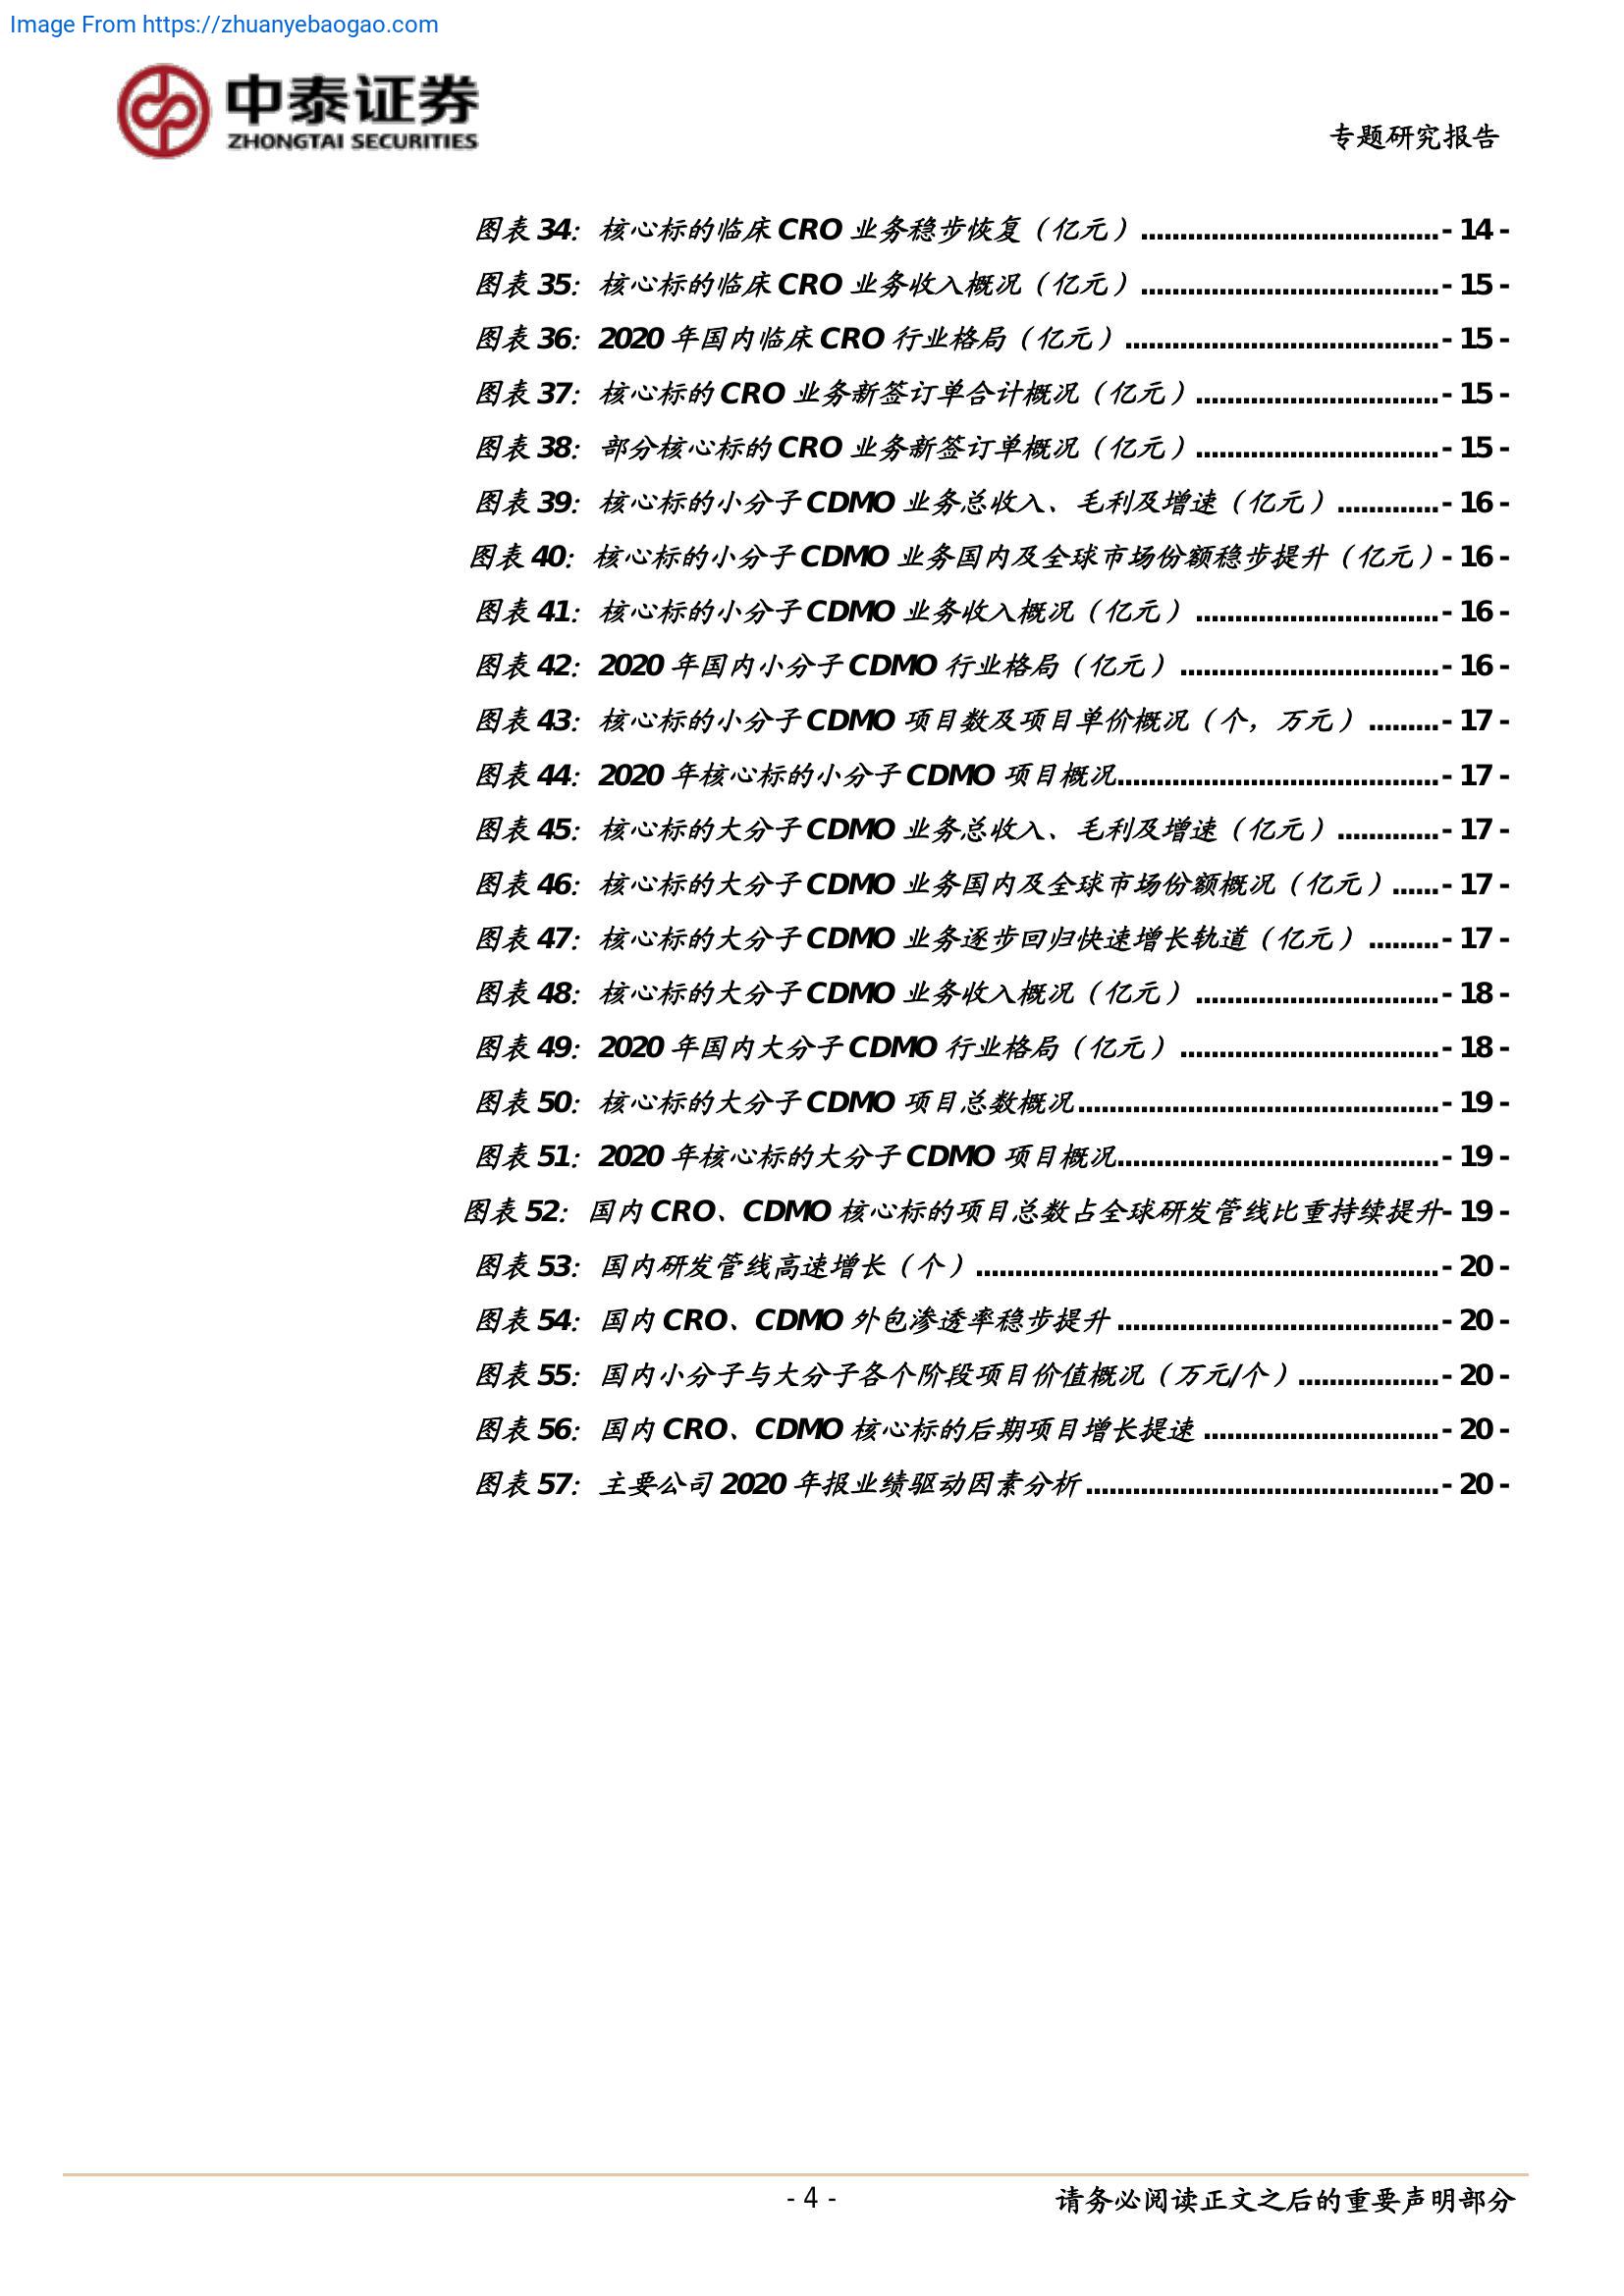 Image From https://zhuanyebaogao.com
中泰证券
ZHONGTAI SECURITIES
专题研究报告
图表 34：核心标的临床 CRO 业务稳步恢复（亿元）......................................- 14 -
图表 35：核心标的临床 CRO 业务收入概况（亿元）......................................- 15 -
图表 36：2020 年国内临床 CRO 行业格局（亿元）........................................- 15 -
图表 37：核心标的 CRO 业务新签订单合计概况（亿元）...............................- 15 -
图表 38：部分核心标的 CRO 业务新签订单概况（亿元）...............................- 15 -
图表 39：核心标的小分子 CDMO 业务总收入、毛利及增速（亿元）.............- 16 -
图表 40：核心标的小分子 CDMO 业务国内及全球市场份额稳步提升（亿元）- 16 -
图表 41：核心标的小分子 CDMO 业务收入概况（亿元）...............................- 16 -
图表 42：2020 年国内小分子 CDMO 行业格局（亿元）.................................- 16 -
图表 43：核心标的小分子 CDMO 项目数及项目单价概况（个，万元）.........- 17 -
图表 44：2020 年核心标的小分子 CDMO 项目概况.........................................- 17 -
图表 45：核心标的大分子 CDMO 业务总收入、毛利及增速（亿元）.............- 17 -
图表 46：核心标的大分子 CDMO 业务国内及全球市场份额概况（亿元）......- 17 -
图表 47：核心标的大分子 CDMO 业务逐步回归快速增长轨道（亿元）.........- 17 -
图表 48：核心标的大分子 CDMO 业务收入概况（亿元）...............................- 18 -
图表 49：2020 年国内大分子 CDMO 行业格局（亿元）.................................- 18 -
图表 50：核心标的大分子 CDMO 项目总数概况..............................................- 19 -
图表 51：2020 年核心标的大分子 CDMO 项目概况.........................................- 19 -
图表 52：国内 CRO、CDMO 核心标的项目总数占全球研发管线比重持续提升- 19 -
图表 53：国内研发管线高速增长（个）...........................................................- 20 -
图表 54：国内 CRO、CDMO 外包渗透率稳步提升.........................................- 20 -
图表 55：国内小分子与大分子各个阶段项目价值概况（万元/个）..................- 20 -
图表 56：国内 CRO、CDMO 核心标的后期项目增长提速..............................- 20 -
图表 57：主要公司 2020 年报业绩驱动因素分析.............................................- 20 -
- 4 -
请务必阅读正文之后的重要声明部分